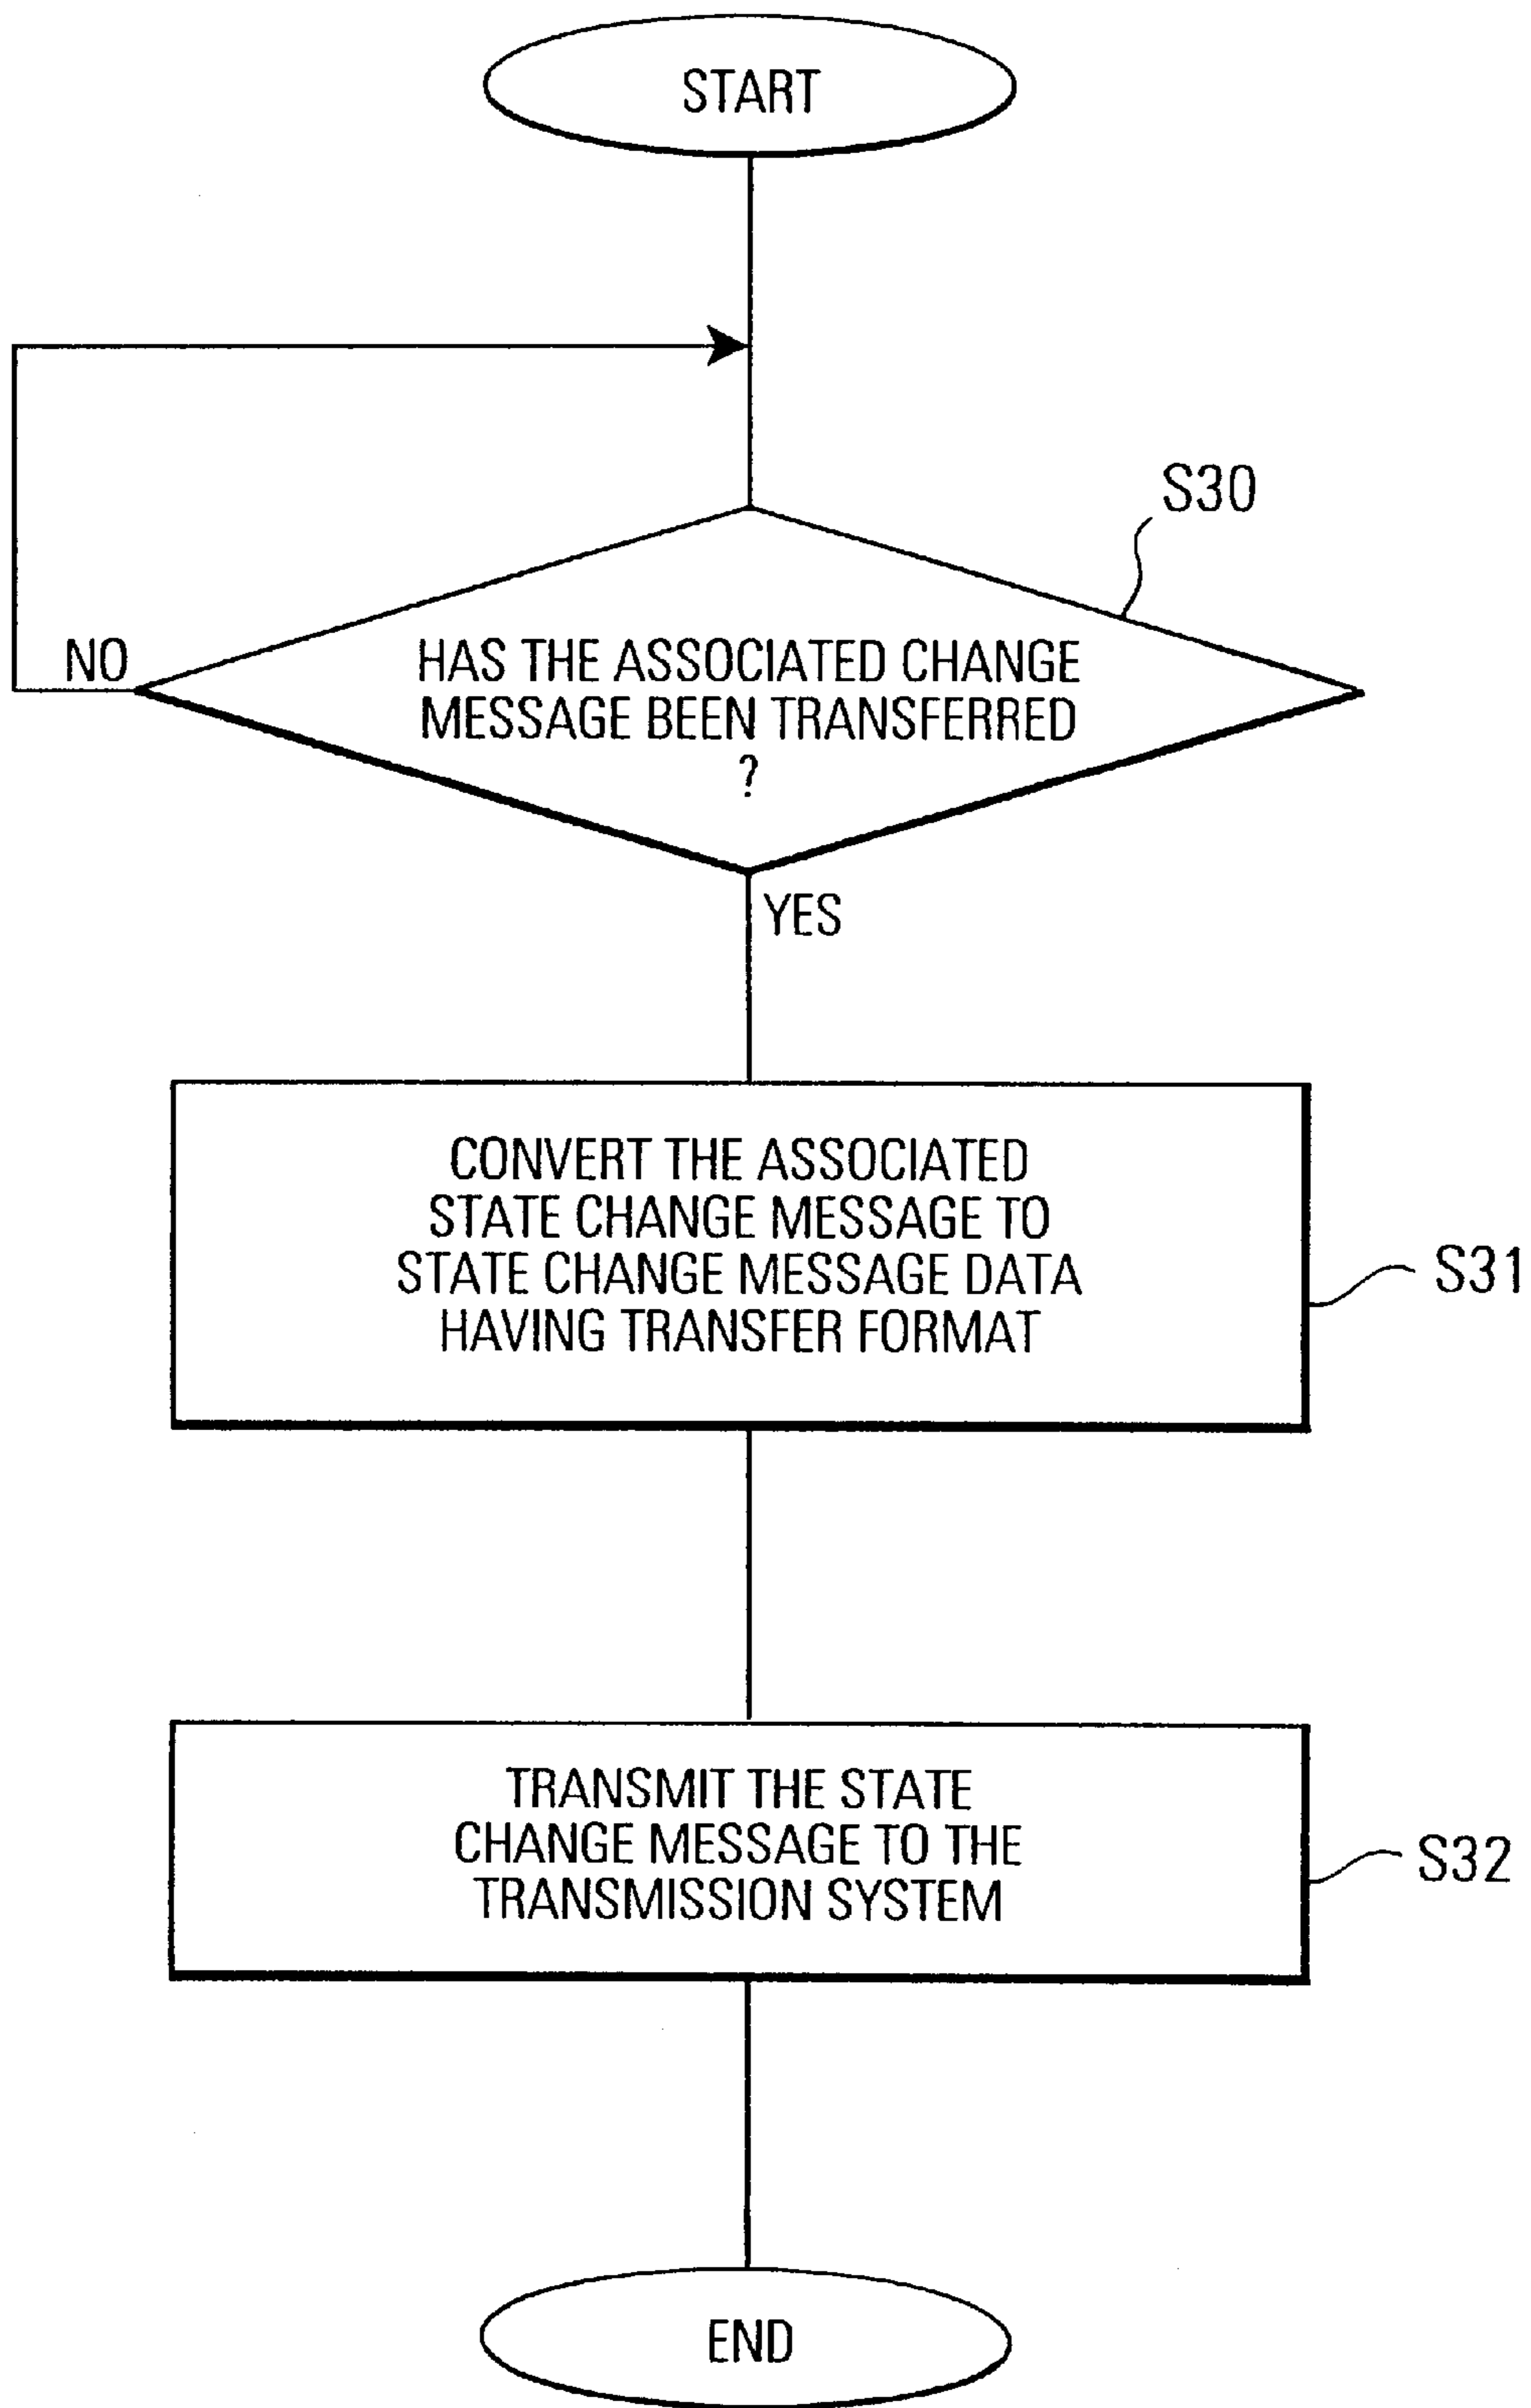 START
S30
NO
HAS THE ASSOCIATED CHANGE
MESSAGE BEEN TRANSFERRED
?
YES
CONVERT THE ASSOCIATED
STATE CHANGE MESSAGE TO
STATE CHANGE MESSAGE DATA
HAVING TRANSFER FORMAT
S31
TRANSMIT THE STATE
CHANGE MESSAGE TO THE
TRANSMISSION SYSTEM
S32
END